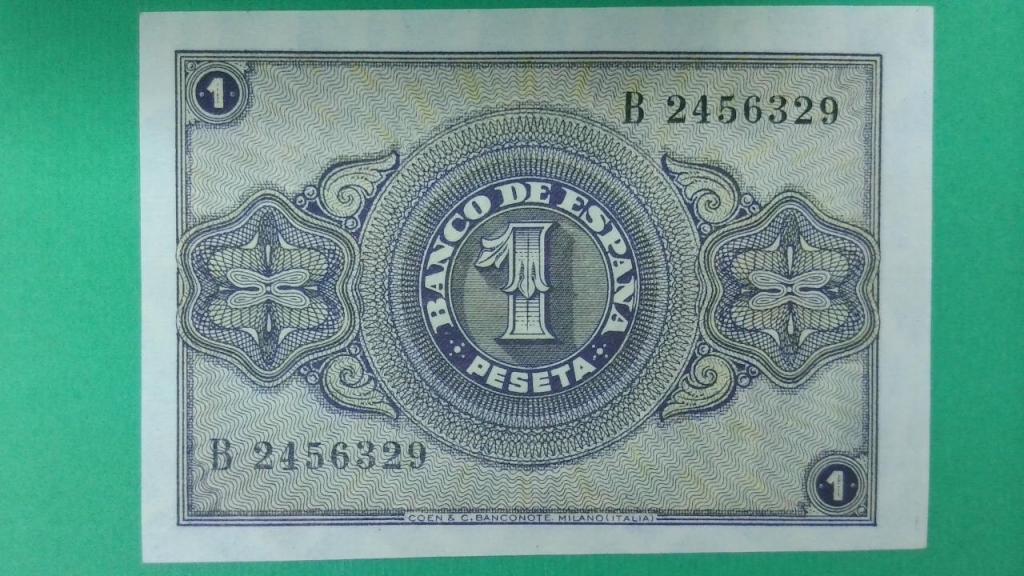 1
B 2456329
BANCO DE ESPAÑA
1
PESETA
B 2456329
1
COEN & C. BANCONOTE. MILANO (ITALIA)